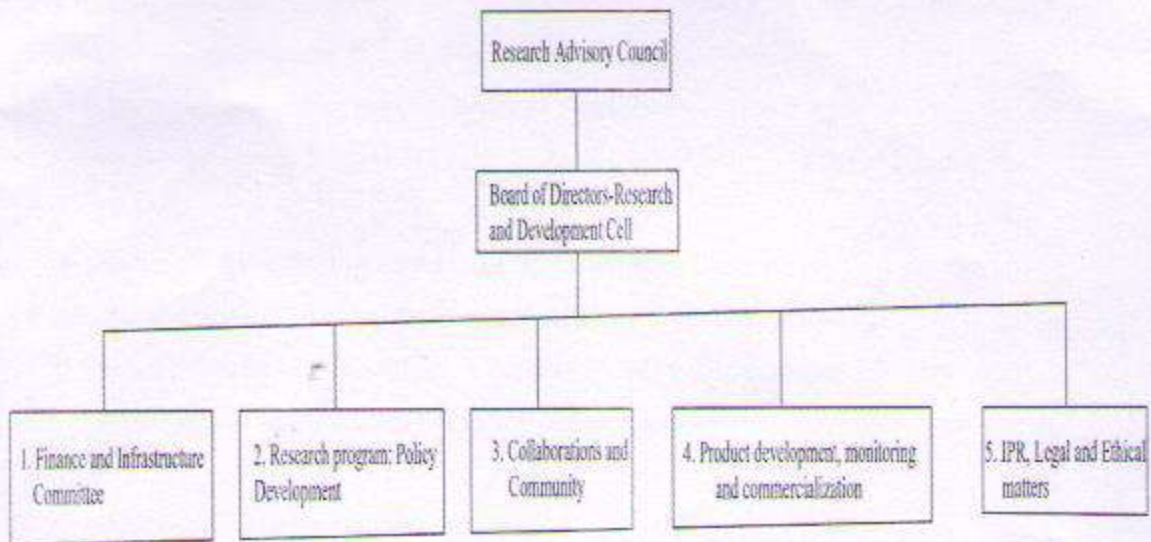 Research Advisory Council
Board of Directors-Research
and Development Cell
1. Finance and Infrastructure
Committee
2. Research program: Policy
Development
3. Collaborations and
Community
4. Product development, monitoring
and commercialization
5. IPR, Legal and Ethical
matters